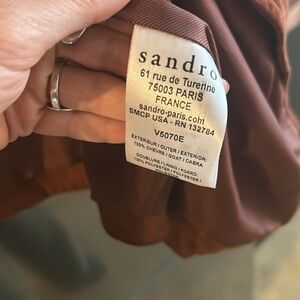 sandro
61 rue de Turenne
75003 PARIS
FRANCE
sandro-paris.com
SMCP USA - RN 132784
V5070E
EXTERIEUR / OUTER / EXTERIOR:
100% CHEVRE / GOAT / CABRA
DOUBLURE / LINING / FORRO:
100% POLYESTER / POLYESTER /